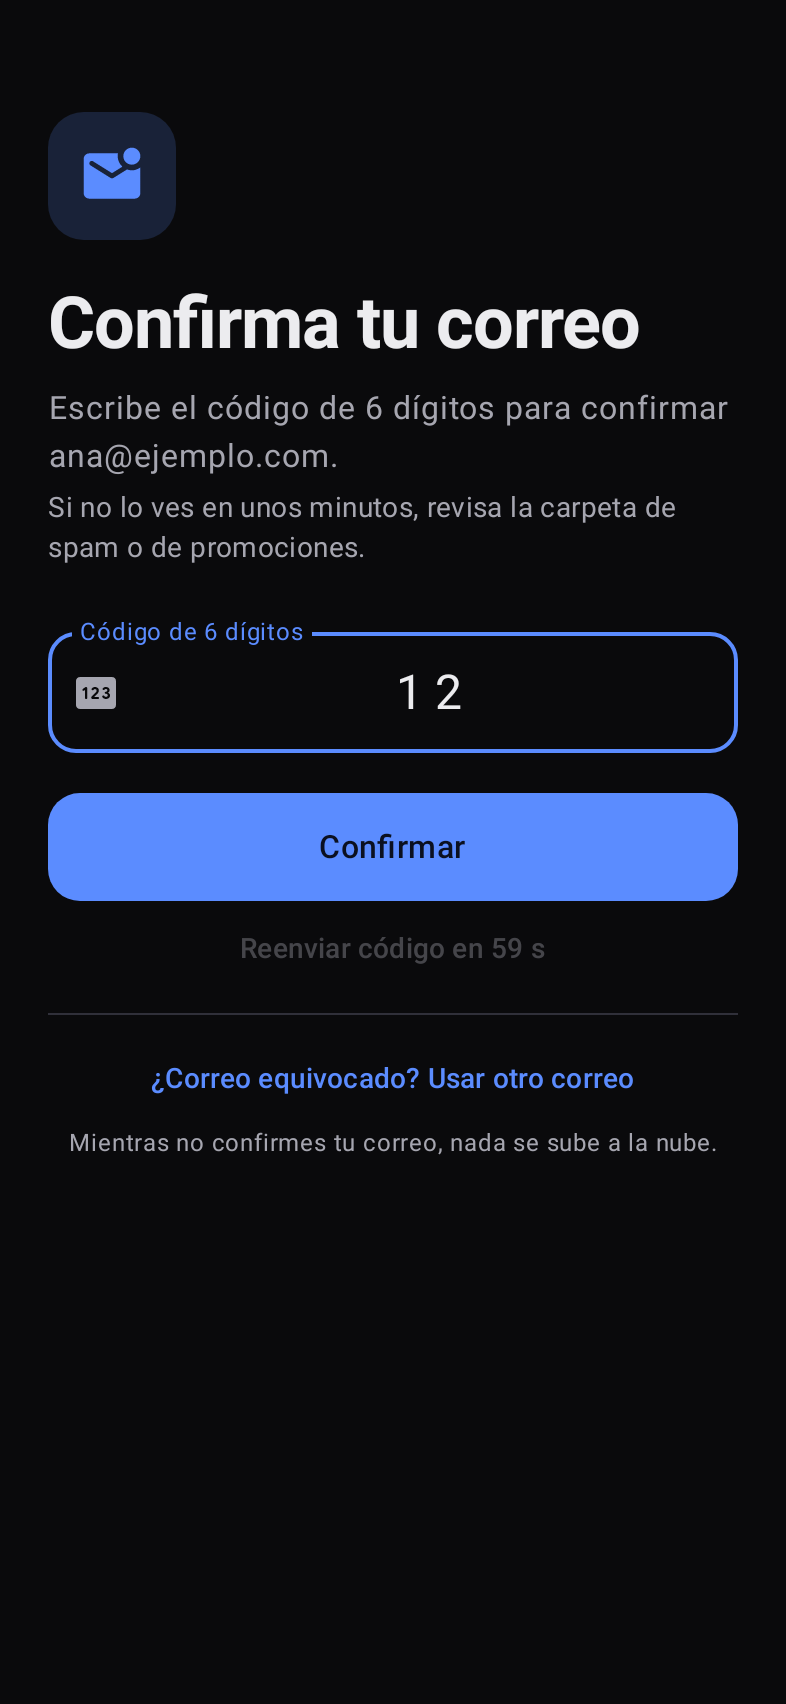 Confirma tu correo
Escribe el código de 6 dígitos para confirmar
ana@ejemplo.com.
Si no lo ves en unos minutos, revisa la carpeta de
spam o de promociones.
Código de 6 dígitos
123
1 2
Confirmar
Reenviar código en 59 s
¿Correo equivocado? Usar otro correo
Mientras no confirmes tu correo, nada se sube a la nube.